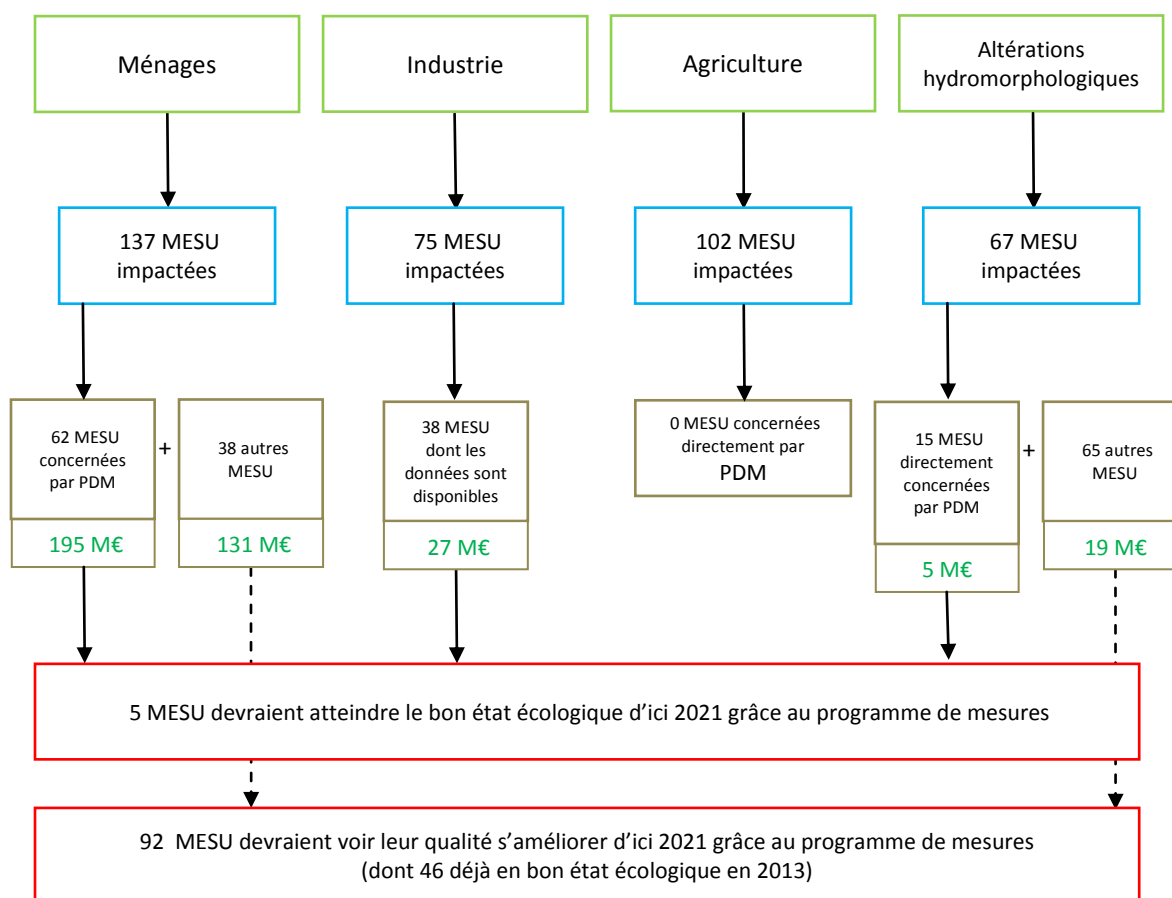 Ménages
Industrie
Agriculture
Altérations
hydromorphologiques
137 MESU
impactées
75 MESU
impactées
102 MESU
impactées
67 MESU
impactées
62 MESU
concernées
par PDM
+
38 autres
MESU
38 MESU
dont les
données sont
disponibles
0 MESU concernées
directement par
PDM
15 MESU
directement
concernées
par PDM
+
65 autres
MESU
195 M€
131 M€
27 M€
5 M€
19 M€
5 MESU devraient atteindre le bon état écologique d’ici 2021 grâce au programme de mesures
92 MESU devraient voir leur qualité s’améliorer d’ici 2021 grâce au programme de mesures
(dont 46 déjà en bon état écologique en 2013)